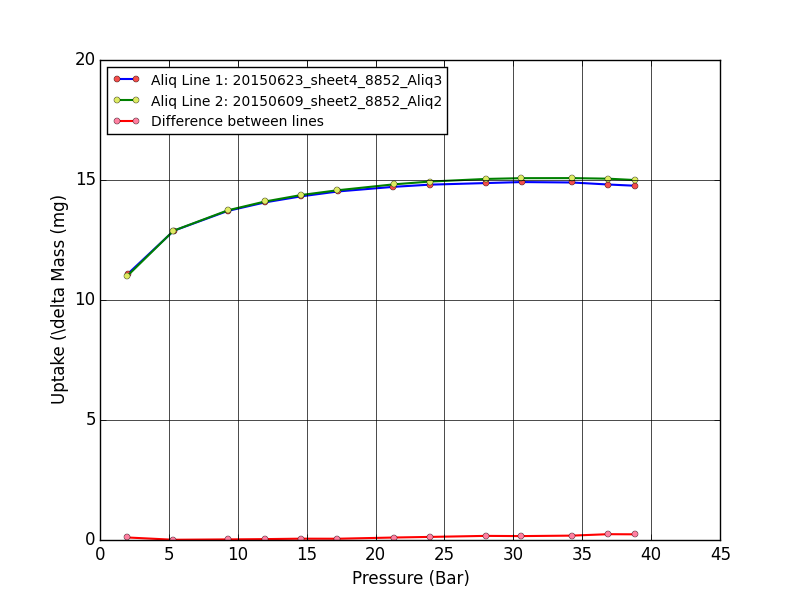 20
15
10
5
0
Uptake (\delta Mass (mg)
Aliq Line 1: 20150623_sheet4_8852_Aliq3
Aliq Line 2: 20150609_sheet2_8852_Aliq2
Difference between lines
0 5 10 15 20 25 30 35 40 45
Pressure (Bar)